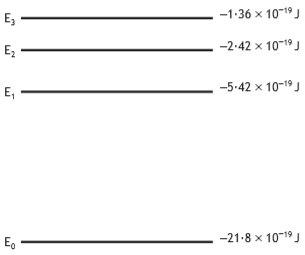 E₃ –1·36 × 10⁻¹⁹ J
E₂ –2·42 × 10⁻¹⁹ J
E₁ –5·42 × 10⁻¹⁹ J
E₀ –21·8 × 10⁻¹⁹ J